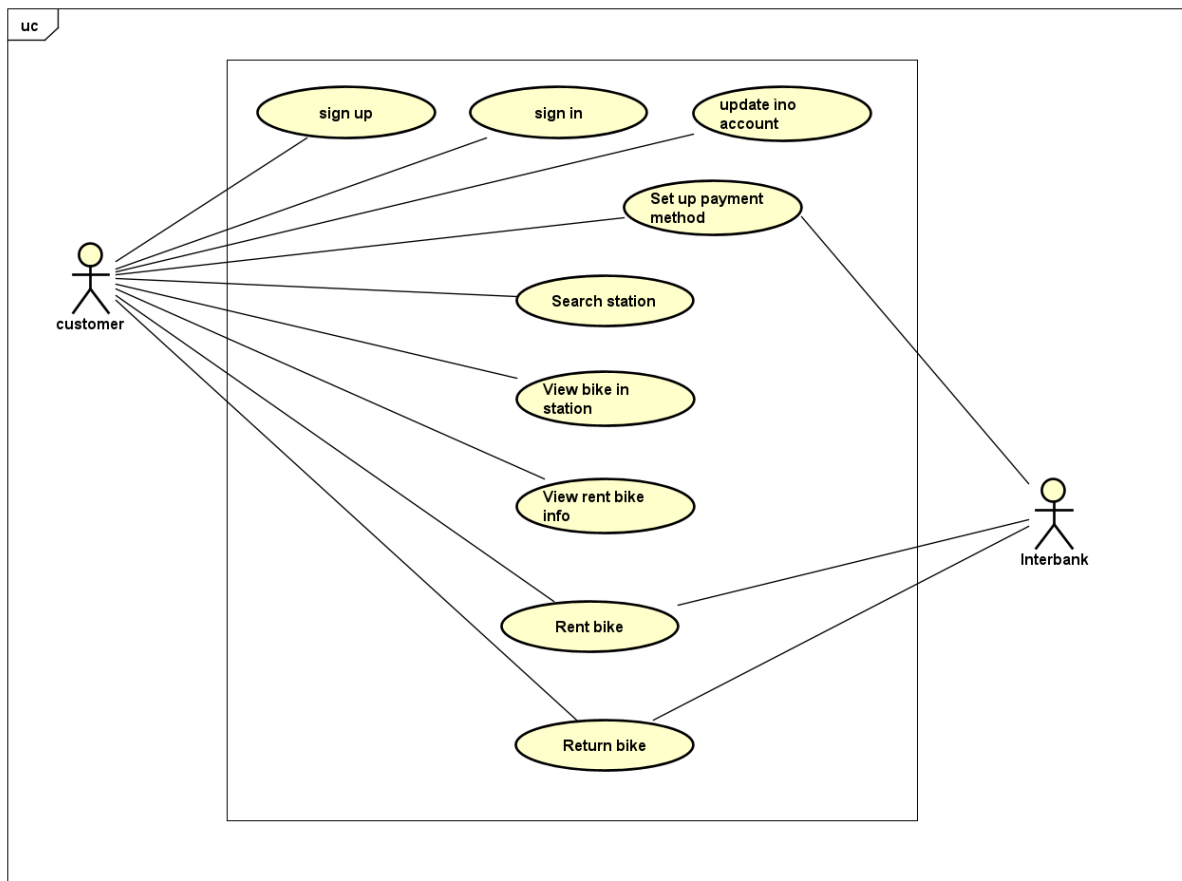 uc
sign up
sign in
update ino
account
Set up payment
method
Search station
customer
View bike in
station
View rent bike
info
Interbank
Rent bike
Return bike